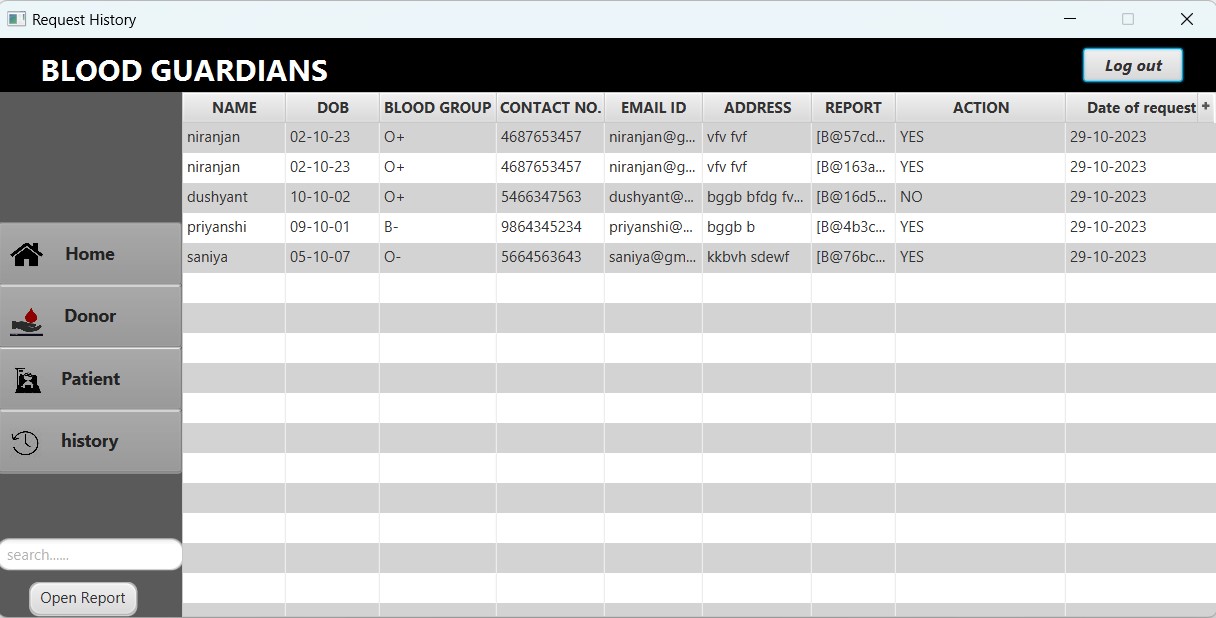 Request History
BLOOD GUARDIANS
Log out
NAME DOB BLOOD GROUP CONTACT NO. EMAIL ID ADDRESS REPORT ACTION Date of request +
niranjan 02-10-23 O+ 4687653457 niranjan@g... vfv fvf [B@57cd... YES 29-10-2023
niranjan 02-10-23 O+ 4687653457 niranjan@g... vfv fvf [B@163a... YES 29-10-2023
dushyant 10-10-02 O+ 5466347563 dushyant@... bggb bfdg fv... [B@16d5... NO 29-10-2023
priyanshi 09-10-01 B- 9864345234 priyanshi@... bggb b [B@4b3c... YES 29-10-2023
saniya 05-10-07 O- 5664563643 saniya@gm... kkbvh sdewf [B@76bc... YES 29-10-2023
Home
Donor
Patient
history
search......
Open Report